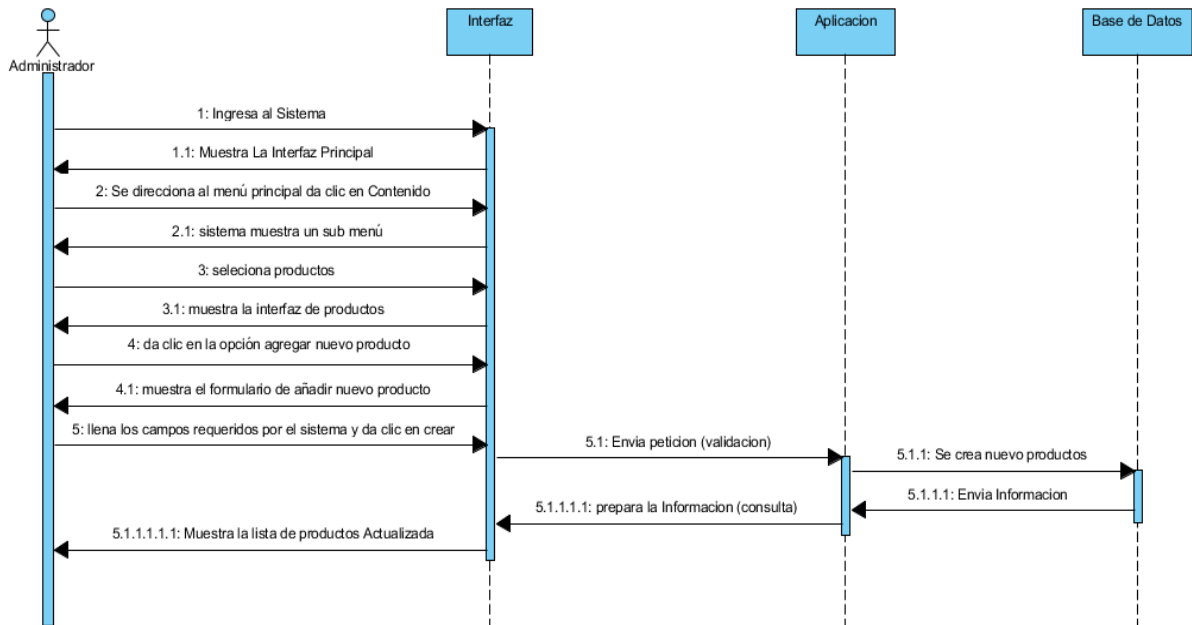 Interfaz
Aplicacion
Base de Datos
Administrador
1: Ingresa al Sistema
1.1: Muestra La Interfaz Principal
2: Se direcciona al menú principal da clic en Contenido
2.1: sistema muestra un sub menú
3: seleciona productos
3.1: muestra la interfaz de productos
4: da clic en la opción agregar nuevo producto
4.1: muestra el formulario de añadir nuevo producto
5: llena los campos requeridos por el sistema y da clic en crear
5.1: Envia peticion (validacion)
5.1.1: Se crea nuevo productos
5.1.1.1: Envia Informacion
5.1.1.1.1: prepara la Informacion (consulta)
5.1.1.1.1.1: Muestra la lista de productos Actualizada